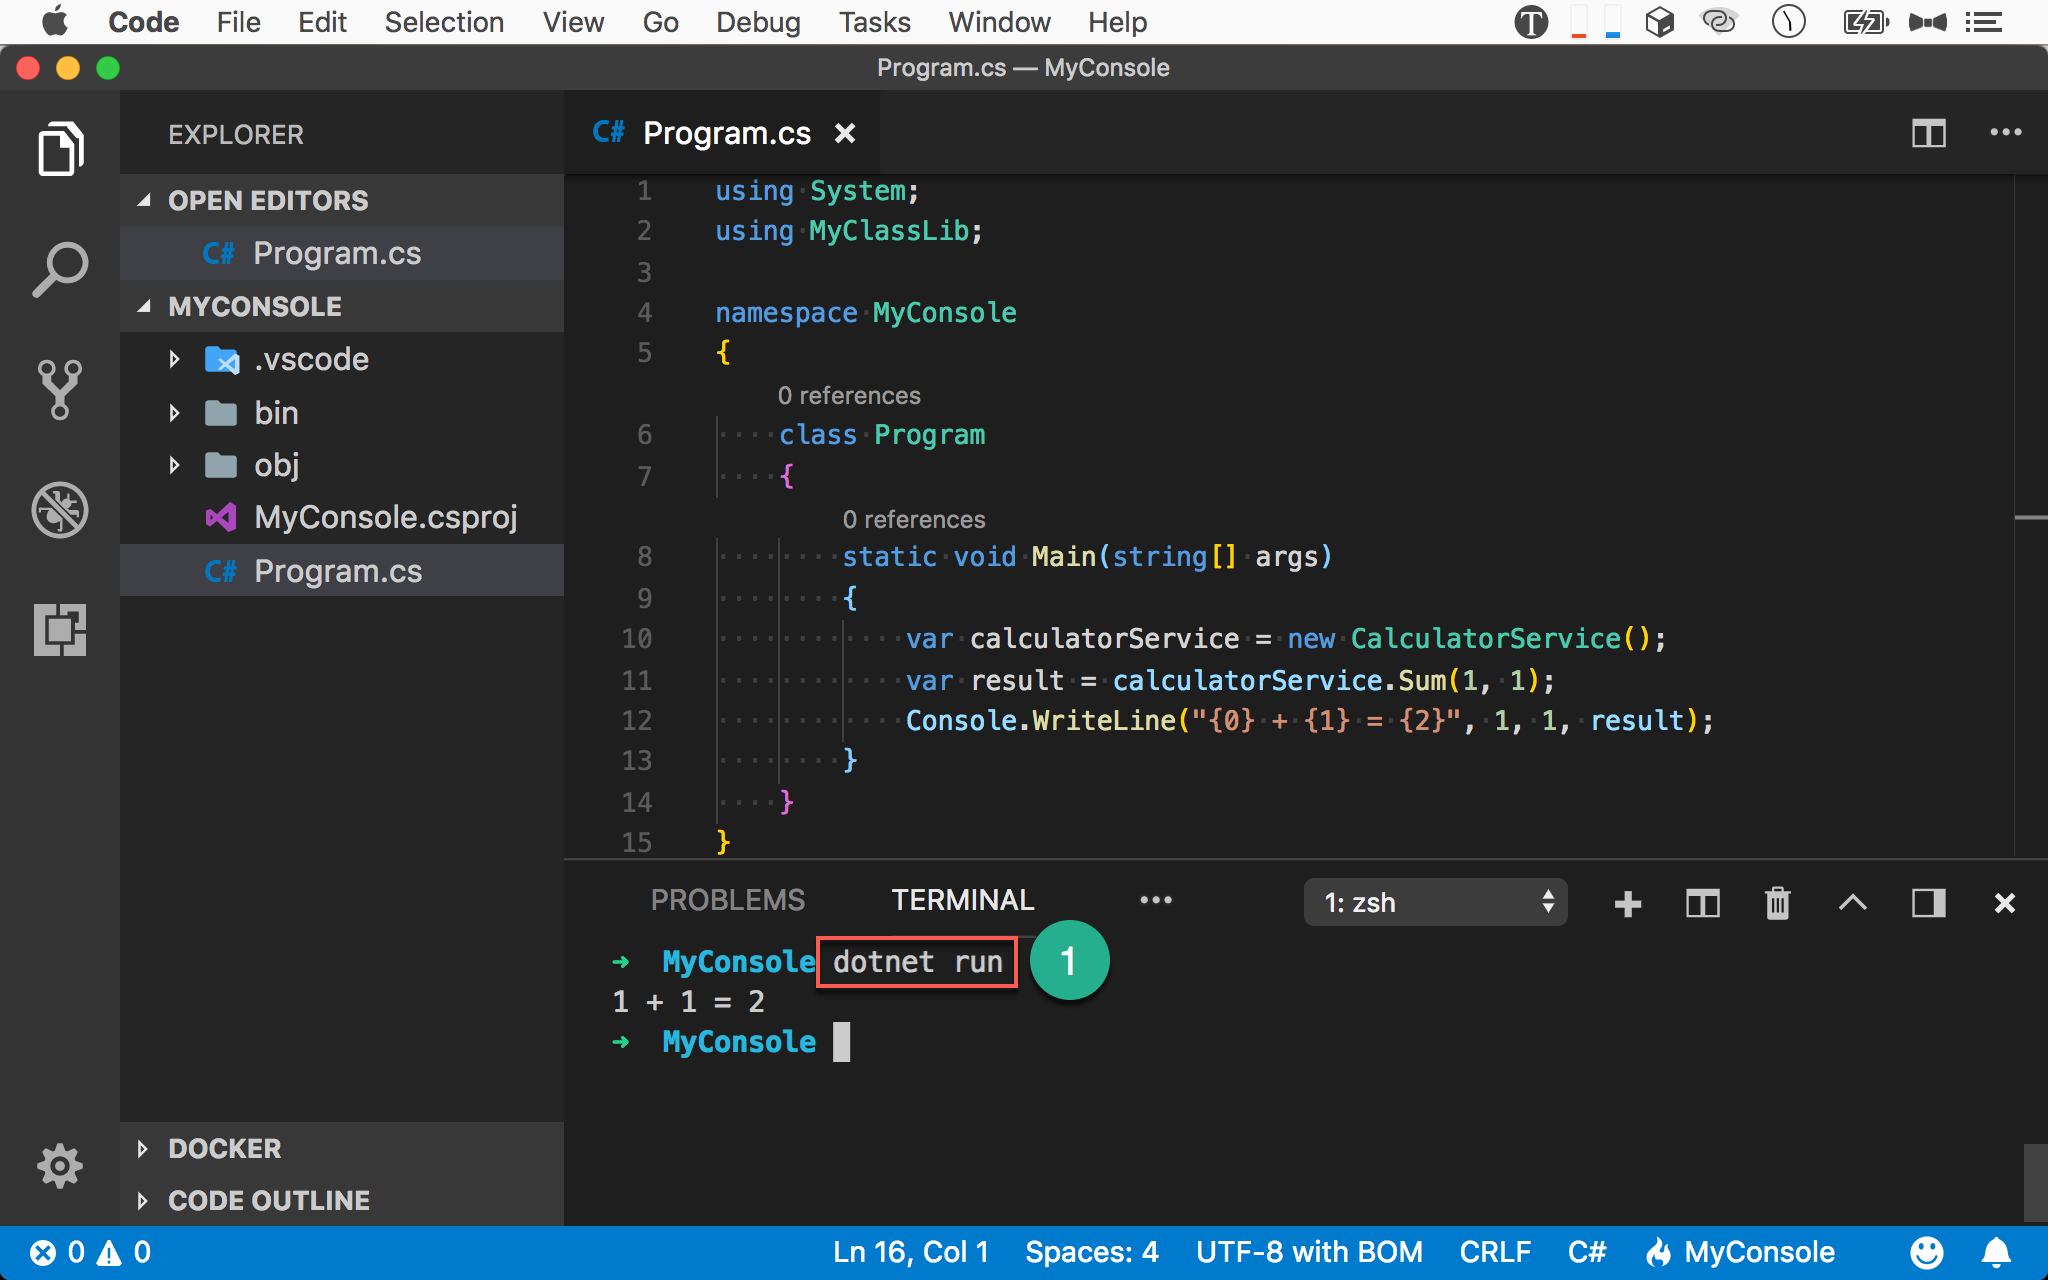 Code File Edit Selection View Go Debug Tasks Window Help
Program.cs — MyConsole
EXPLORER
OPEN EDITORS
C# Program.cs
MYCONSOLE
.vscode
bin
obj
MyConsole.csproj
C# Program.cs
DOCKER
CODE OUTLINE
C# Program.cs
1 using System;
2 using MyClassLib;
3
4 namespace MyConsole
5 {
0 references
6 class Program
7 {
0 references
8 static void Main(string[] args)
9 {
10 var calculatorService = new CalculatorService();
11 var result = calculatorService.Sum(1, 1);
12 Console.WriteLine("{0} + {1} = {2}", 1, 1, result);
13 }
14 }
15 }
PROBLEMS TERMINAL ••• 1: zsh
➜ MyConsole dotnet run 1
1 + 1 = 2
➜ MyConsole
0 0 Ln 16, Col 1 Spaces: 4 UTF-8 with BOM CRLF C# MyConsole